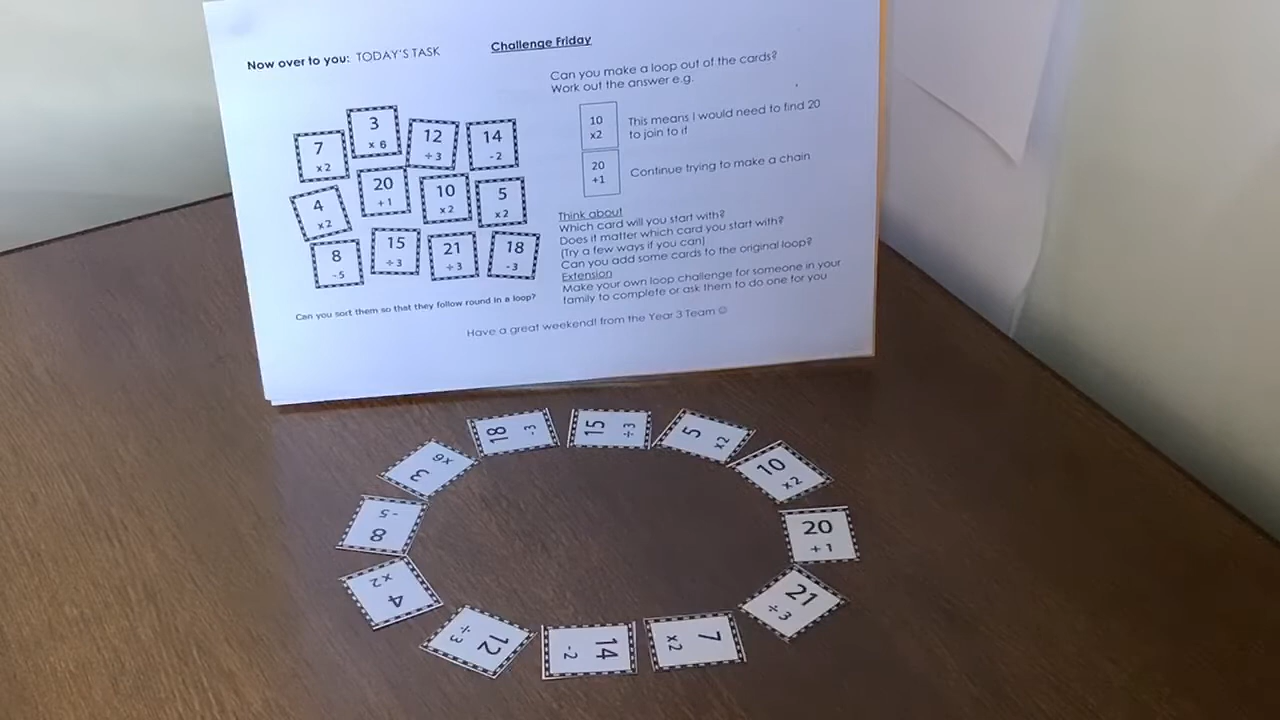 Now over to you: TODAY'S TASK
Challenge Friday
Can you make a loop out of the cards?
Work out the answer e.g.
10
x2
This means I would need to find 20
to join to it
20
+1
Continue trying to make a chain
7
x2
3
x 6
12
÷3
14
-2
4
x2
20
+1
10
x2
5
x2
8
-5
15
÷3
21
÷3
18
-3
Can you sort them so that they follow round in a loop?
Think about
Which card will you start with?
Does it matter which card you start with?
(Try a few ways if you can)
Can you add some cards to the original loop?
Extension
Make your own loop challenge for someone in your
family to complete or ask them to do one for you
Have a great weekend! from the Year 3 Team ☺
18
-3
15
÷3
5
x2
10
x2
20
+1
21
÷3
7
x2
14
-2
12
÷3
4
x2
8
-5
3
x6